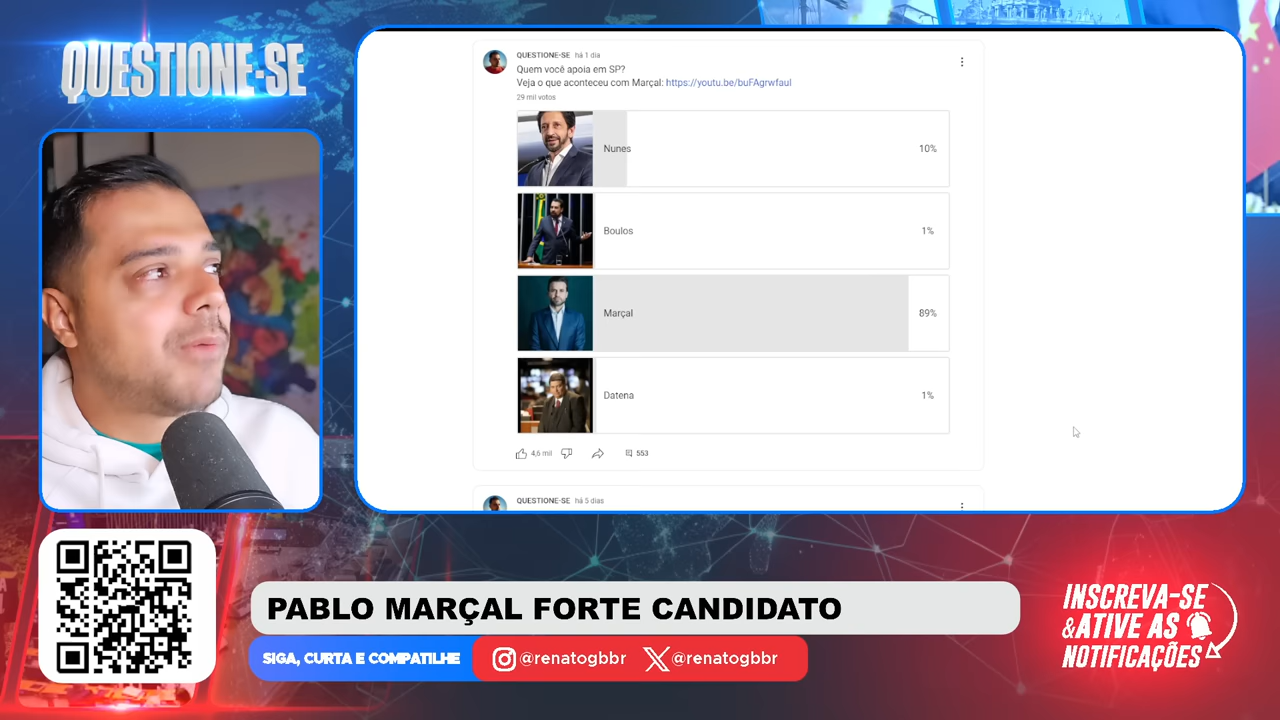 QUESTIONE-SE
QUESTIONE-SE há 1 dia
Quem você apoia em SP?
Veja o que aconteceu com Marçal: https://youtu.be/buFAgrwfauI
29 mil votos
Nunes 10%
Boulos 1%
Marçal 89%
Datena 1%
4,6 mil 553
QUESTIONE-SE há 5 dias
PABLO MARÇAL FORTE CANDIDATO
SIGA, CURTA E COMPATILHE @renatogbbr @renatogbbr
INSCREVA-SE
&ATIVE AS
NOTIFICAÇÕES